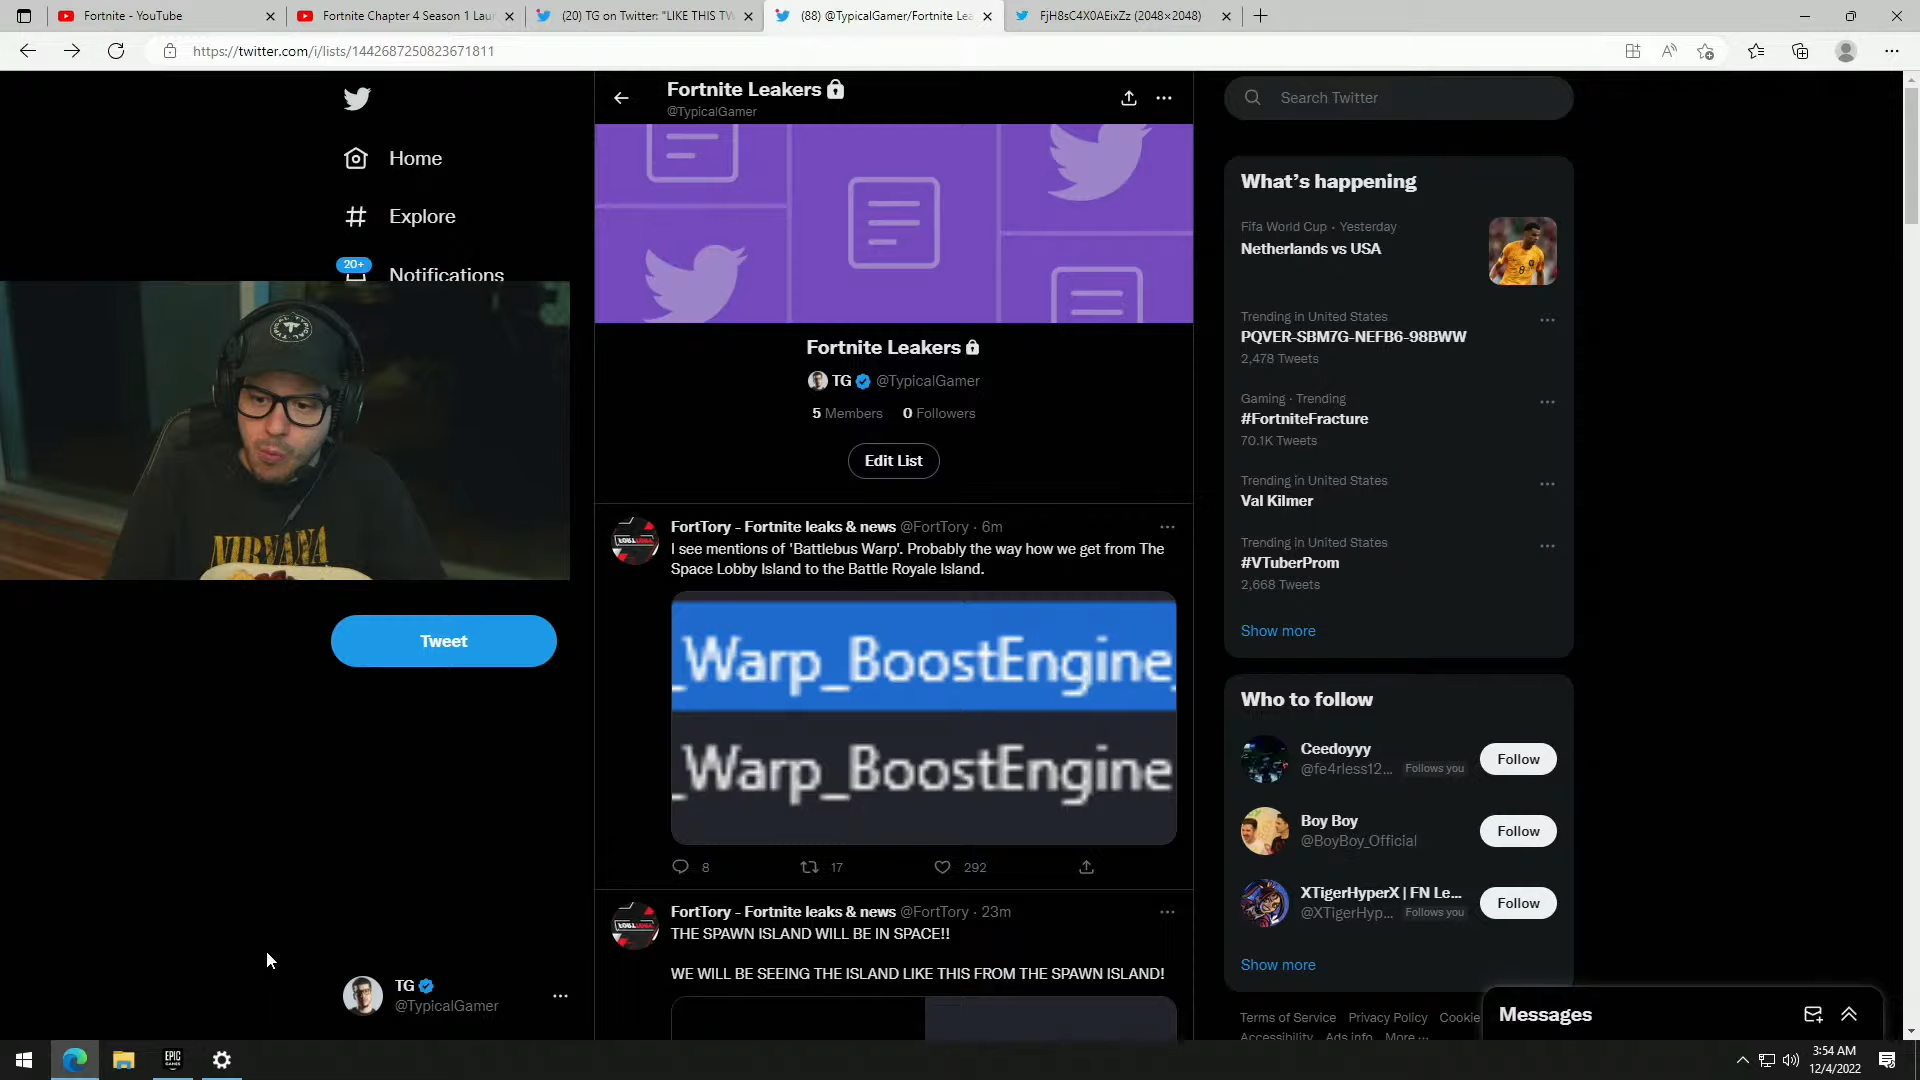 Fortnite - YouTube
Fortnite Chapter 4 Season 1 Lau
(20) TG on Twitter: "LIKE THIS TW
(88) @TypicalGamer/Fortnite Lea
FjH8sC4X0AEixZz (2048×2048)
https://twitter.com/i/lists/1442687250823671811
Home
Explore
20+
Notifications
NIRVANA
Tweet
TG
@TypicalGamer
Fortnite Leakers
@TypicalGamer
Fortnite Leakers
TG @TypicalGamer
5 Members 0 Followers
Edit List
FortTory - Fortnite leaks & news @FortTory · 6m
I see mentions of 'Battlebus Warp'. Probably the way how we get from The
Space Lobby Island to the Battle Royale Island.
_Warp_BoostEngine_
_Warp_BoostEngine
8 17 292
FortTory - Fortnite leaks & news @FortTory · 23m
THE SPAWN ISLAND WILL BE IN SPACE!!
WE WILL BE SEEING THE ISLAND LIKE THIS FROM THE SPAWN ISLAND!
Search Twitter
What's happening
Fifa World Cup · Yesterday
Netherlands vs USA
Trending in United States
PQVER-SBM7G-NEFB6-98BWW
2,478 Tweets
Gaming · Trending
#FortniteFracture
70.1K Tweets
Trending in United States
Val Kilmer
Trending in United States
#VTuberProm
2,668 Tweets
Show more
Who to follow
Ceedoyyy
@fe4rless12... Follows you
Follow
Boy Boy
@BoyBoy_Official
Follow
XTigerHyperX | FN Le...
@XTigerHyp... Follows you
Follow
Show more
Terms of Service Privacy Policy Cookie
Accessibility Ads info More ...
Messages
EPIC
GAMES
3:54 AM
12/4/2022